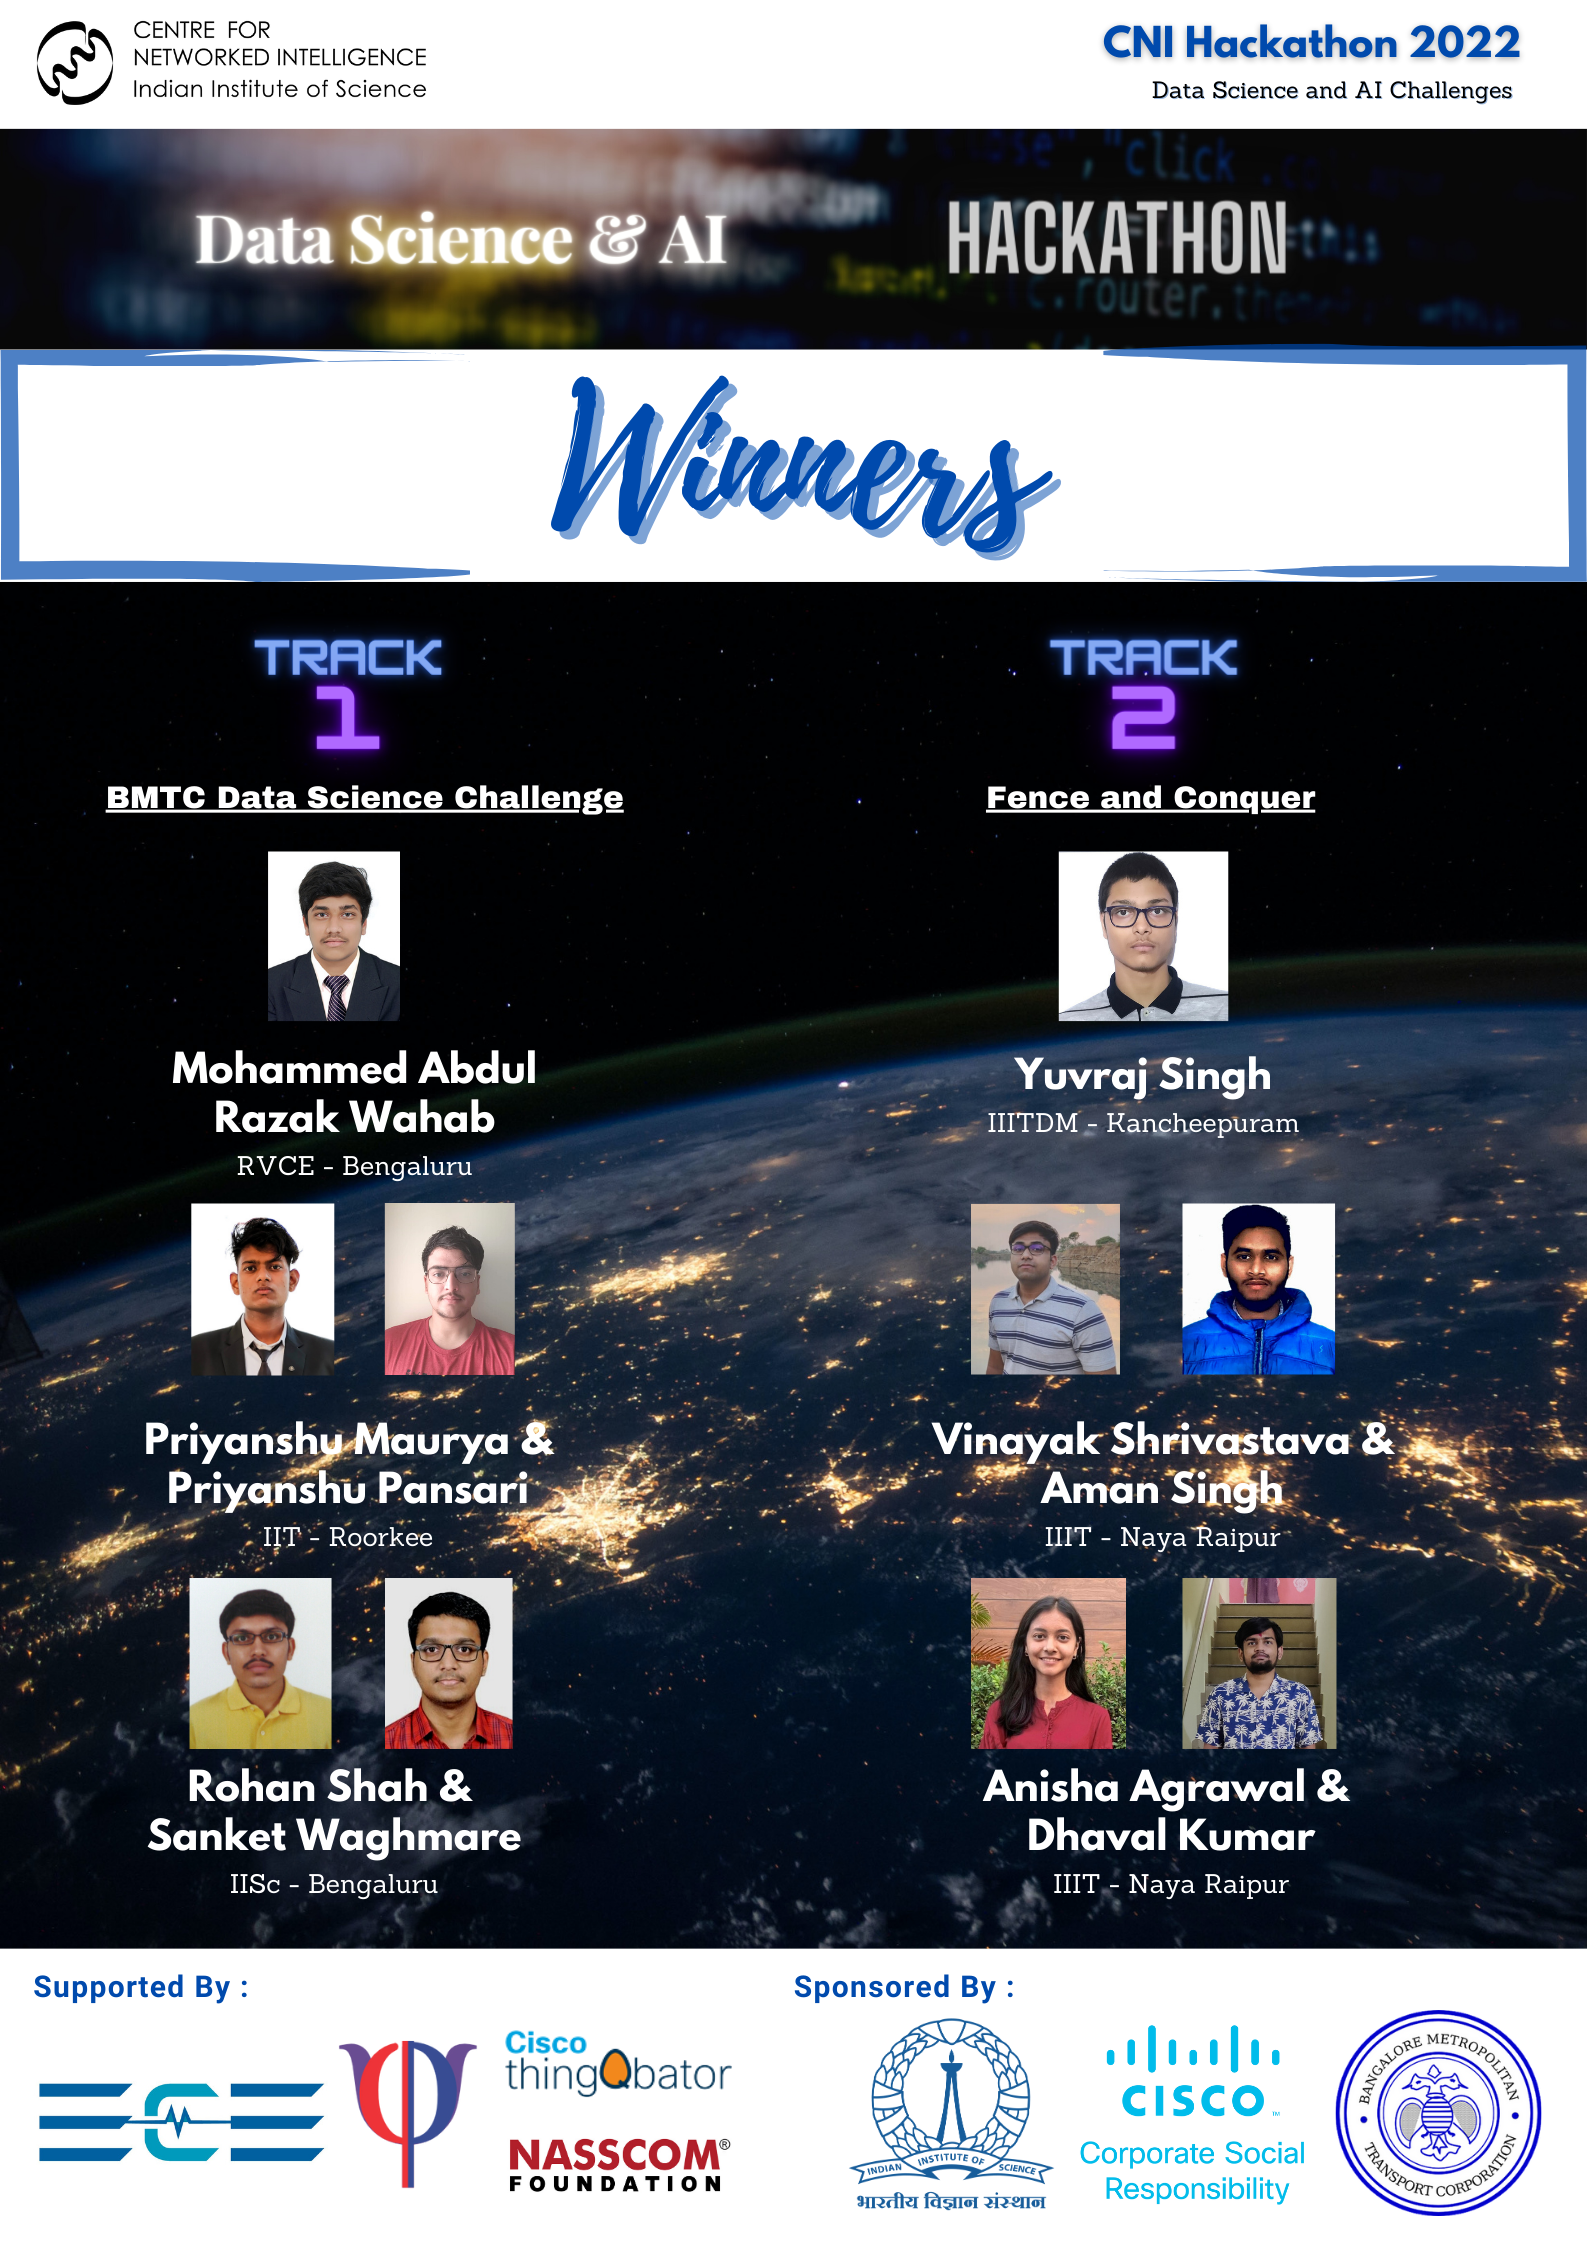 CENTRE FOR
NETWORKED INTELLIGENCE
Indian Institute of Science
CNI Hackathon 2022
Data Science and AI Challenges
Data Science & AI
HACKATHON
Winners
TRACK
1
BMTC Data Science Challenge
Mohammed Abdul
Razak Wahab
RVCE - Bengaluru
Priyanshu Maurya &
Priyanshu Pansari
IIT - Roorkee
Rohan Shah &
Sanket Waghmare
IISc - Bengaluru
TRACK
2
Fence and Conquer
Yuvraj Singh
IIITDM - Kancheepuram
Vinayak Shrivastava &
Aman Singh
IIIT - Naya Raipur
Anisha Agrawal &
Dhaval Kumar
IIIT - Naya Raipur
Supported By :
ECE
Cisco
thingQbator
NASSCOM®
FOUNDATION
Sponsored By :
INDIAN INSTITUTE OF SCIENCE
भारतीय विज्ञान संस्थान
CISCO™
Corporate Social
Responsibility
BANGALORE METROPOLITAN
TRANSPORT CORPORATION